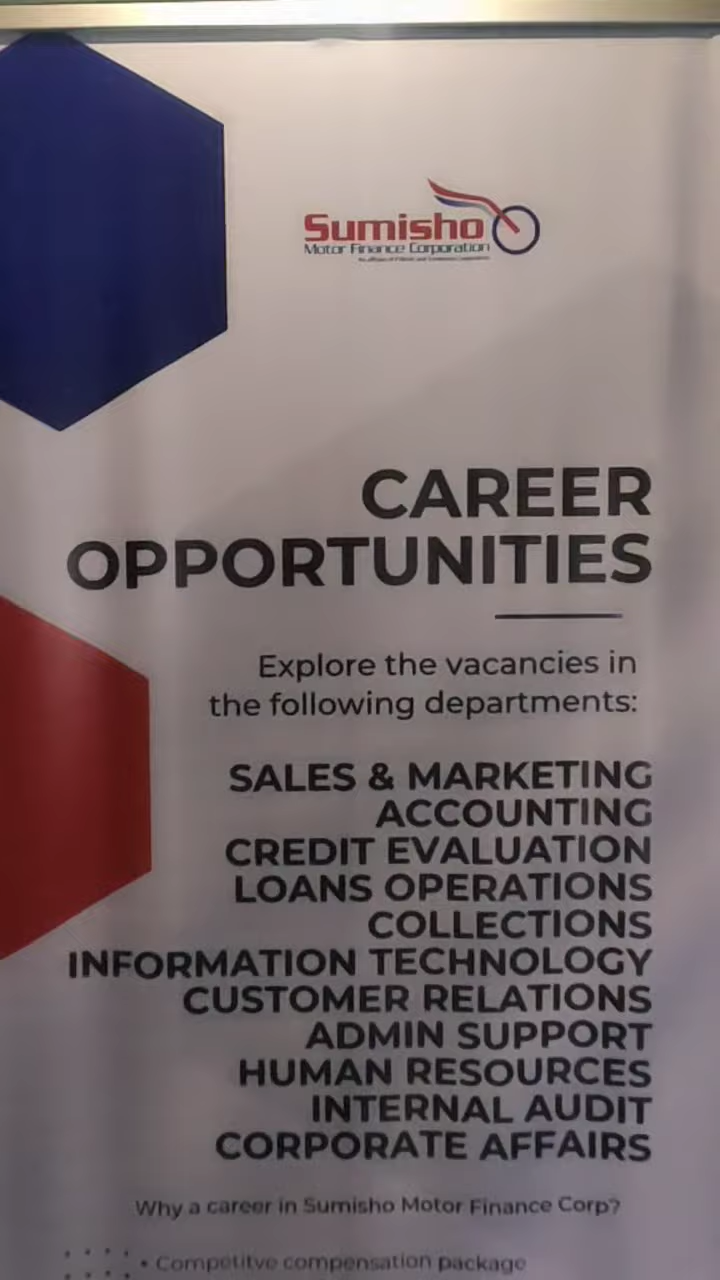 Sumisho
Motor Finance Corporation
CAREER
OPPORTUNITIES
Explore the vacancies in
the following departments:
SALES & MARKETING
ACCOUNTING
CREDIT EVALUATION
LOANS OPERATIONS
COLLECTIONS
INFORMATION TECHNOLOGY
CUSTOMER RELATIONS
ADMIN SUPPORT
HUMAN RESOURCES
INTERNAL AUDIT
CORPORATE AFFAIRS
Why a career in Sumisho Motor Finance Corp?
• Competitve compensation package